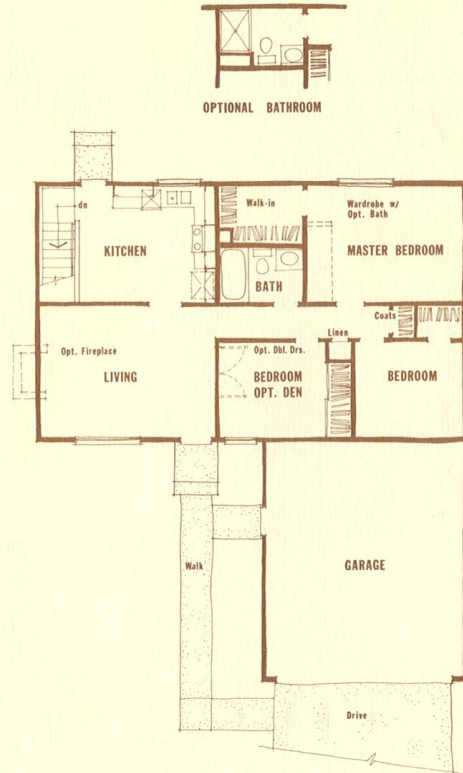 OPTIONAL BATHROOM
dn
Walk-in
Wardrobe w/
Opt. Bath
KITCHEN
MASTER BEDROOM
BATH
Coats
Linen
Opt. Fireplace
Opt. Dbl. Drs.
LIVING
BEDROOM
OPT. DEN
BEDROOM
Walk
GARAGE
Drive